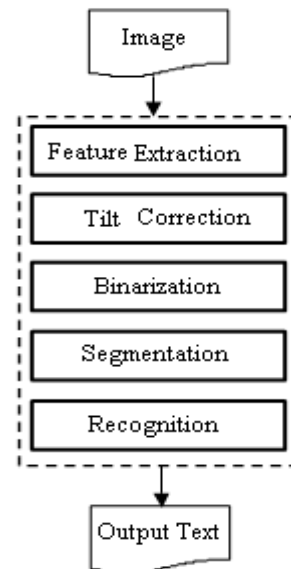 Image
Feature Extraction
Tilt Correction
Binarization
Segmentation
Recognition
Output Text